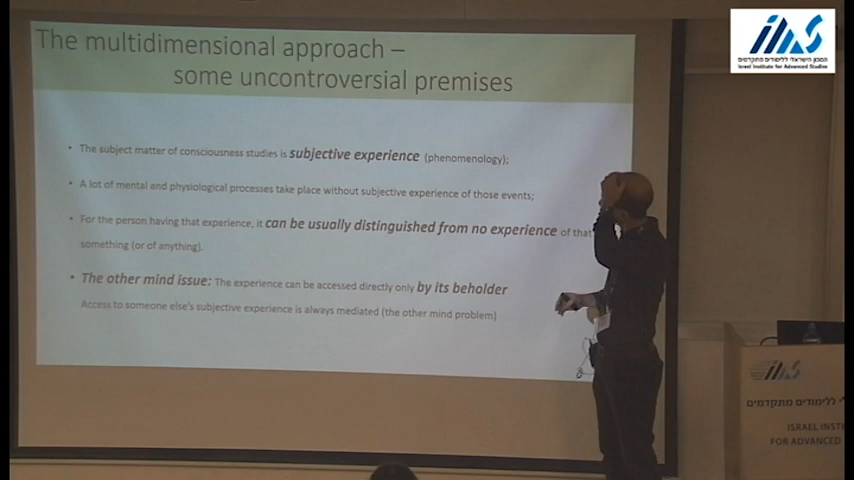 The multidimensional approach –
some uncontroversial premises
• The subject matter of consciousness studies is subjective experience (phenomenology);
• A lot of mental and physiological processes take place without subjective experience of those events;
• For the person having that experience, it can be usually distinguished from no experience of that
something (or of anything).
• The other mind issue: The experience can be accessed directly only by its beholder
Access to someone else's subjective experience is always mediated (the other mind problem)
המכון הישראלי ללימודים מתקדמים
Israel Institute for Advanced Studies
ללימודים מתקדמים
ISRAEL
FOR ADVANCED